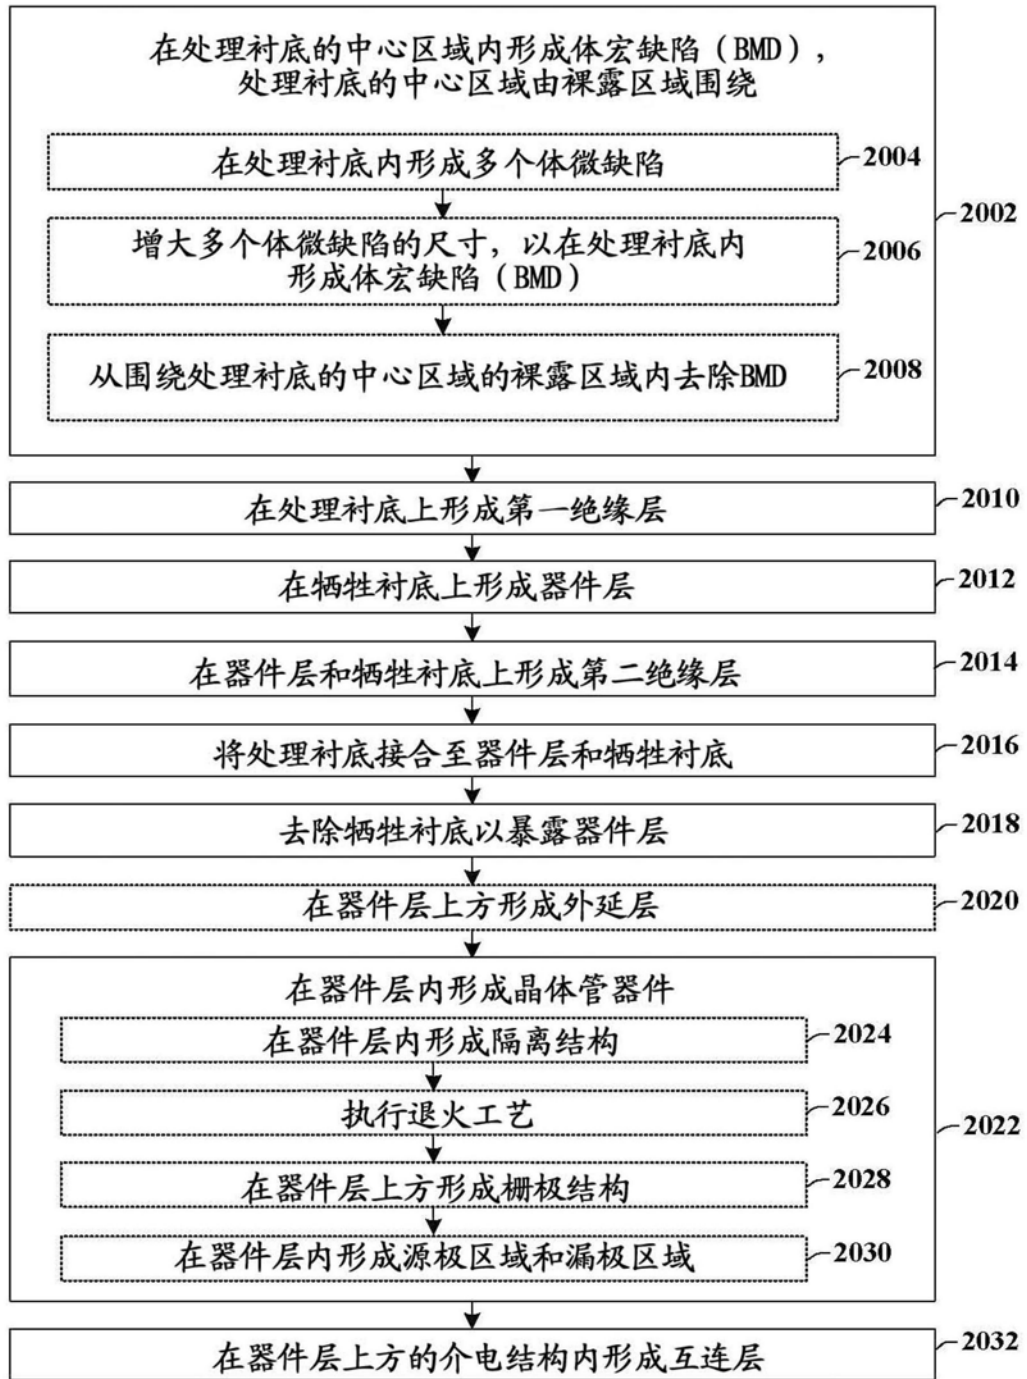 在处理衬底的中心区域内形成体宏缺陷（BMD），
处理衬底的中心区域由裸露区域围绕
在处理衬底内形成多个体微缺陷
2004
2002
增大多个体微缺陷的尺寸，以在处理衬底内
形成体宏缺陷（BMD）
2006
从围绕处理衬底的中心区域的裸露区域内去除BMD
2008
在处理衬底上形成第一绝缘层
2010
在牺牲衬底上形成器件层
2012
在器件层和牺牲衬底上形成第二绝缘层
2014
将处理衬底接合至器件层和牺牲衬底
2016
去除牺牲衬底以暴露器件层
2018
在器件层上方形成外延层
2020
在器件层内形成晶体管器件
在器件层内形成隔离结构
2024
执行退火工艺
2026
2022
在器件层上方形成栅极结构
2028
在器件层内形成源极区域和漏极区域
2030
在器件层上方的介电结构内形成互连层
2032